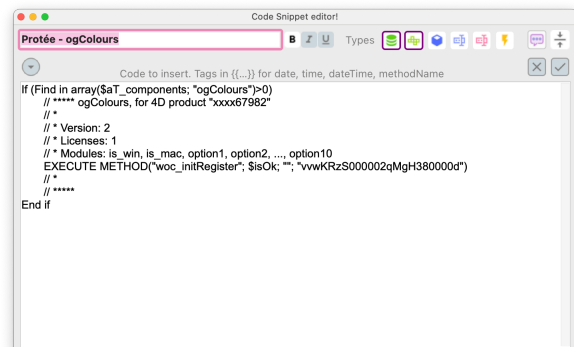 Code Snippet editor!
Protée - ogColours
B I U Types
Code to insert. Tags in {{...}} for date, time, dateTime, methodName
If (Find in array($aT_components; "ogColours")>0)
// ***** ogColours, for 4D product "xxxx67982"
// *
// * Version: 2
// * Licenses: 1
// * Modules: is_win, is_mac, option1, option2, ..., option10
EXECUTE METHOD("woc_initRegister"; $isOk; ""; "vvwKRzS000002qMgH380000d")
// *
// *****
End if